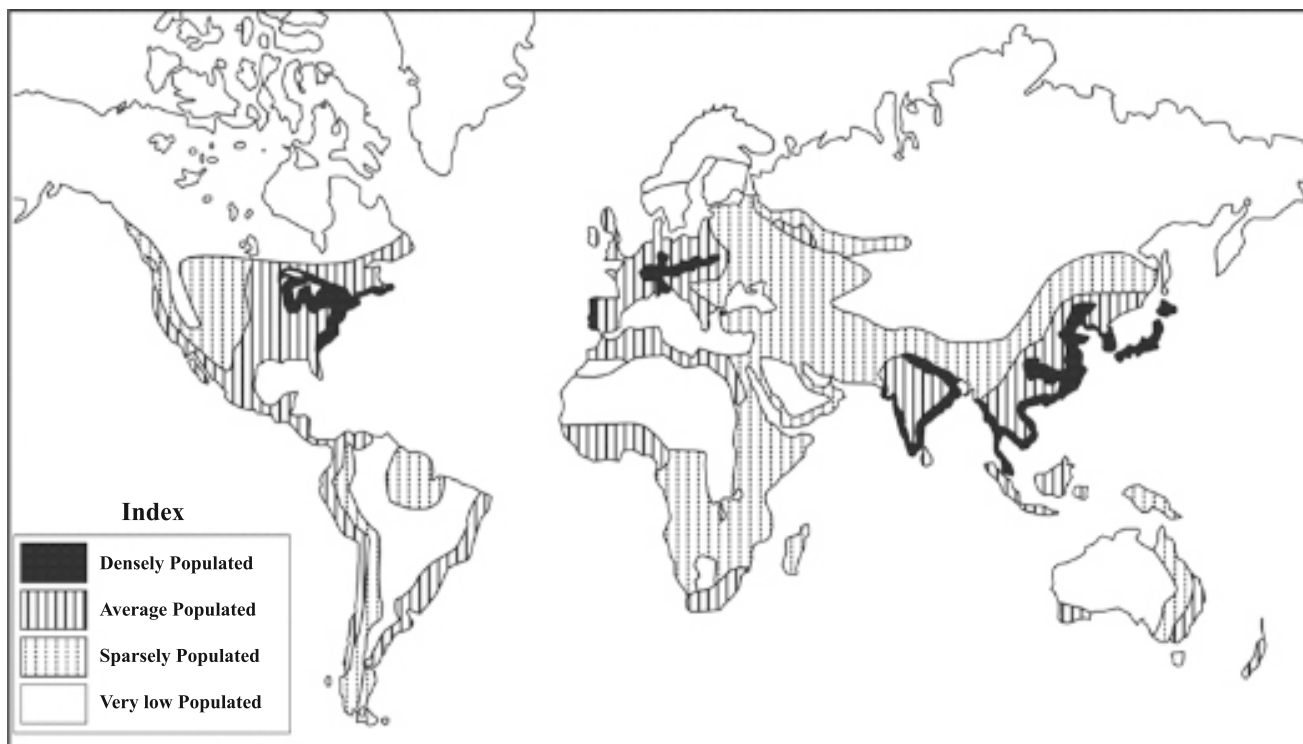 Index
Densely Populated
Average Populated
Sparsely Populated
Very low Populated